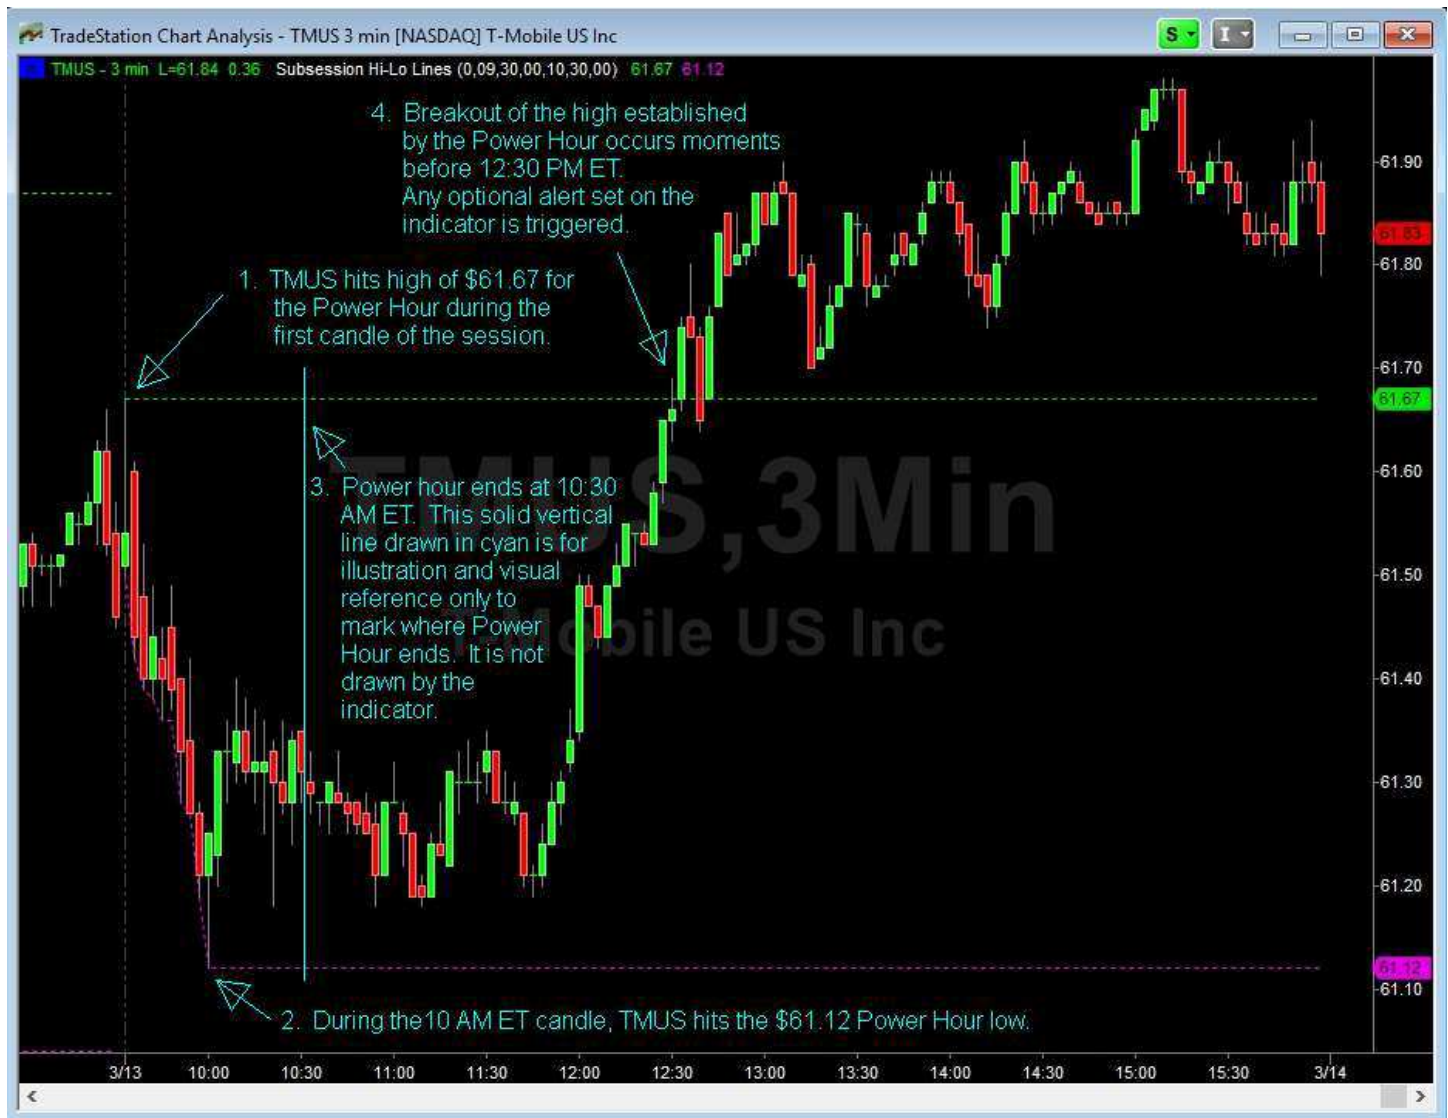 TradeStation Chart Analysis - TMUS 3 min [NASDAQ] T-Mobile US Inc
S
I
TMUS - 3 min L=61.84 0.36 Subsession Hi-Lo Lines (0,09,30,00,10,30,00) 61.67 61.12
4. Breakout of the high established
by the Power Hour occurs moments
before 12:30 PM ET.
Any optional alert set on the
indicator is triggered.
1. TMUS hits high of $61.67 for
the Power Hour during the
first candle of the session.
3. Power hour ends at 10:30
AM ET. This solid vertical
line drawn in cyan is for
illustration and visual
reference only to
mark where Power
Hour ends. It is not
drawn by the
indicator.
TMUS,3Min
T-Mobile US Inc
2. During the10 AM ET candle, TMUS hits the $61.12 Power Hour low.
61.90
61.83
61.80
61.70
61.67
61.60
61.50
61.40
61.30
61.20
61.12
61.10
3/13 10:00 10:30 11:00 11:30 12:00 12:30 13:00 13:30 14:00 14:30 15:00 15:30 3/14